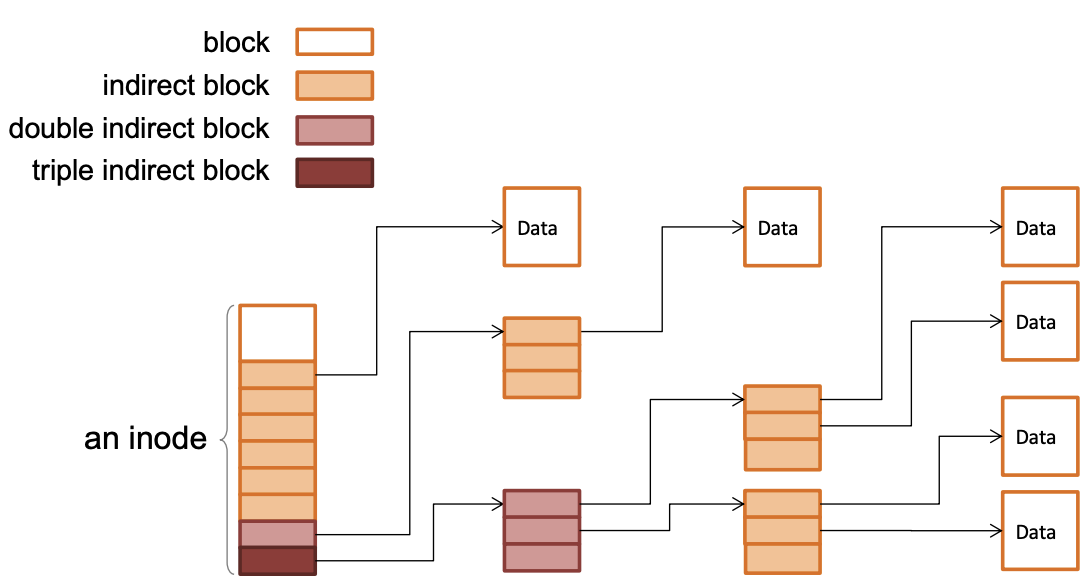 block
indirect block
double indirect block
triple indirect block
Data
Data
Data
Data
an inode
Data
Data